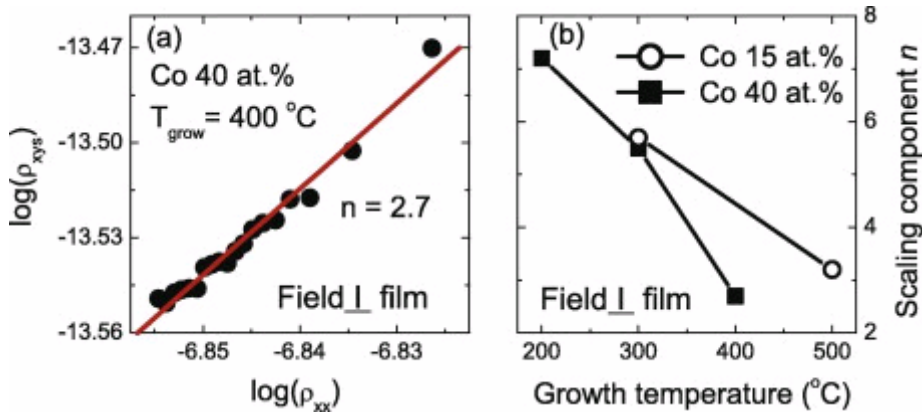 (a)
Co 40 at.%
T_grow = 400 °C
n = 2.7
Field ⊥ film
-13.47
-13.50
-13.53
-13.56
log(ρ_xys)
-6.85 -6.84 -6.83
log(ρ_xx)
(b)
Co 15 at.%
Co 40 at.%
Field ⊥ film
8
6
4
2
Scaling component n
200 300 400 500
Growth temperature (°C)